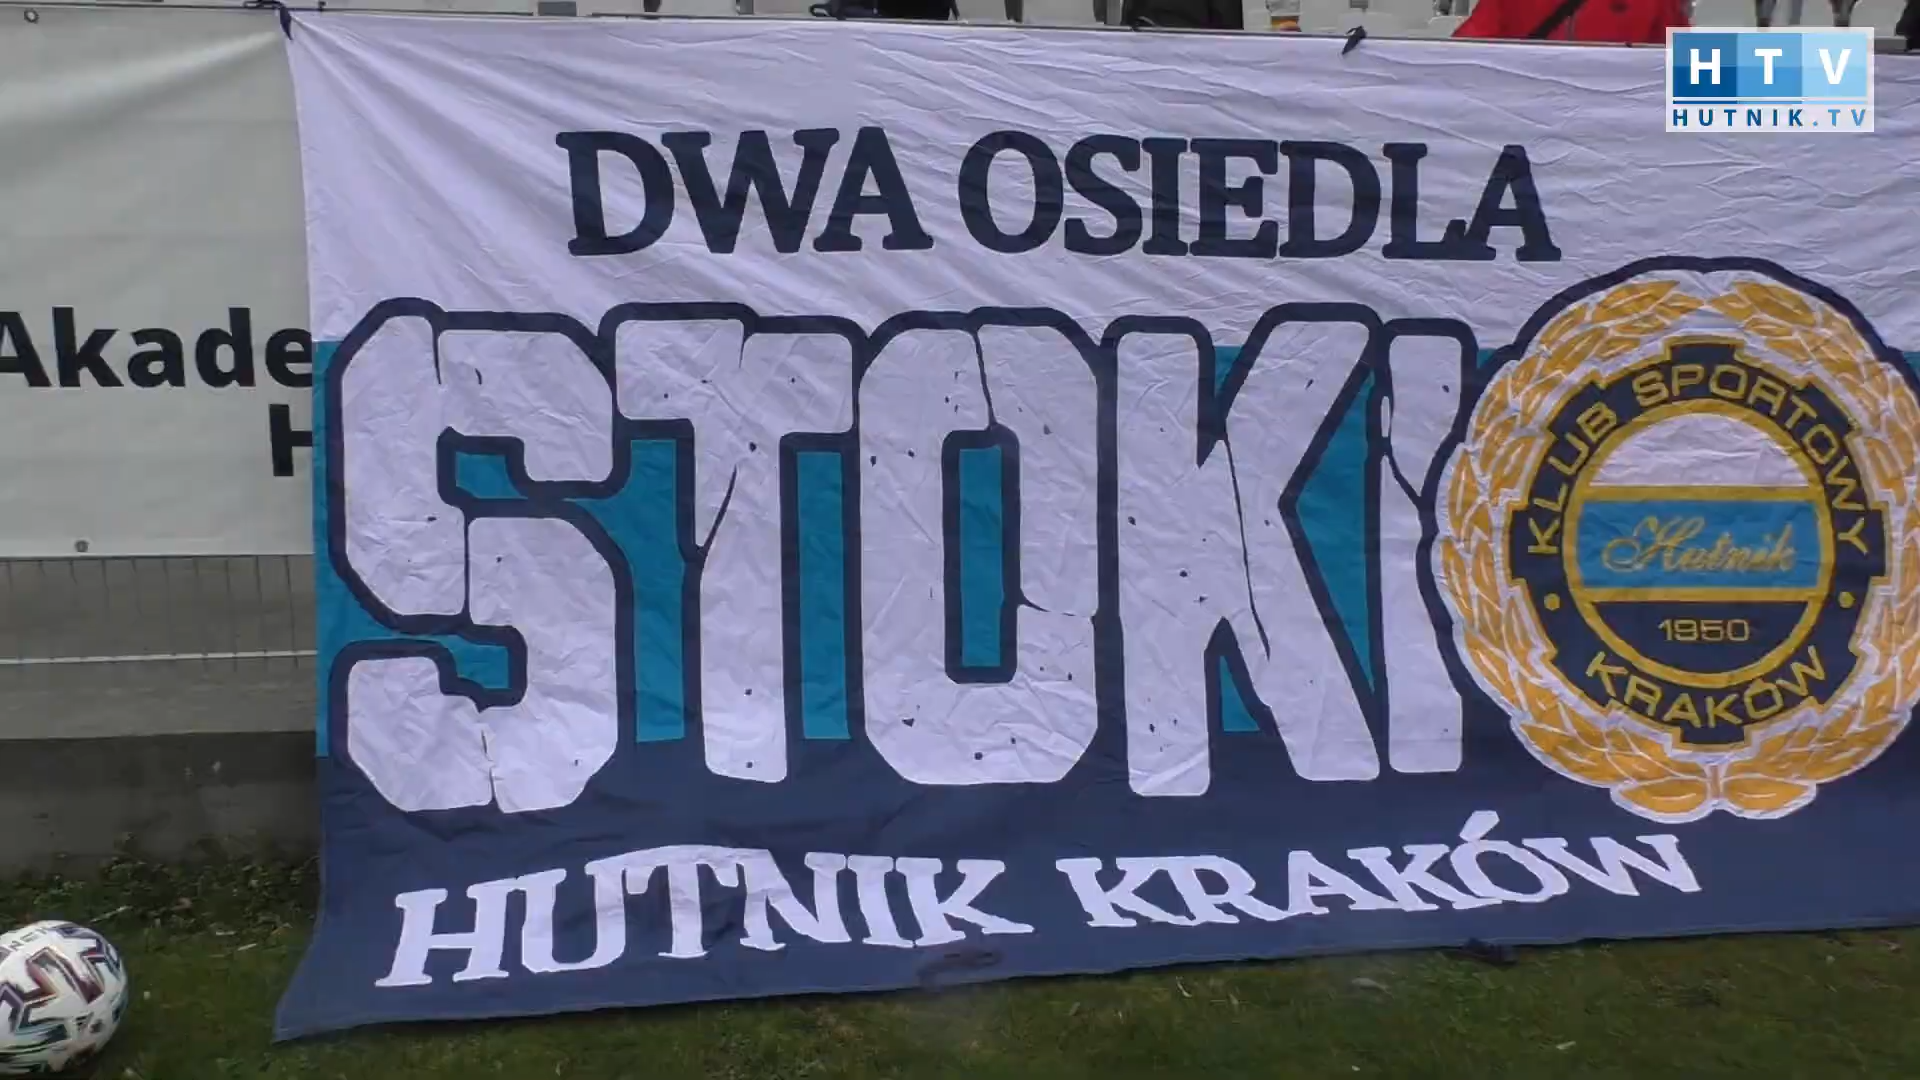 HTV
HUTNIK.TV
DWA OSIEDLA
Akade
H
STOKI
KLUB SPORTOWY
Hutnik
1950
KRAKÓW
HUTNIK KRAKÓW